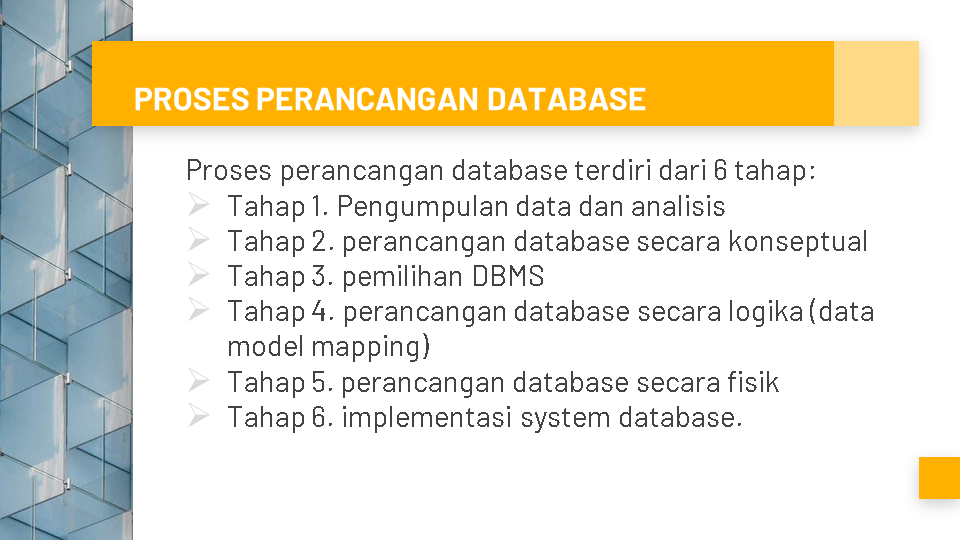 PROSES PERANCANGAN DATABASE
Proses perancangan database terdiri dari 6 tahap:
Tahap 1. Pengumpulan data dan analisis
Tahap 2. perancangan database secara konseptual
Tahap 3. pemilihan DBMS
Tahap 4. perancangan database secara logika (data
model mapping)
Tahap 5. perancangan database secara fisik
Tahap 6. implementasi system database.